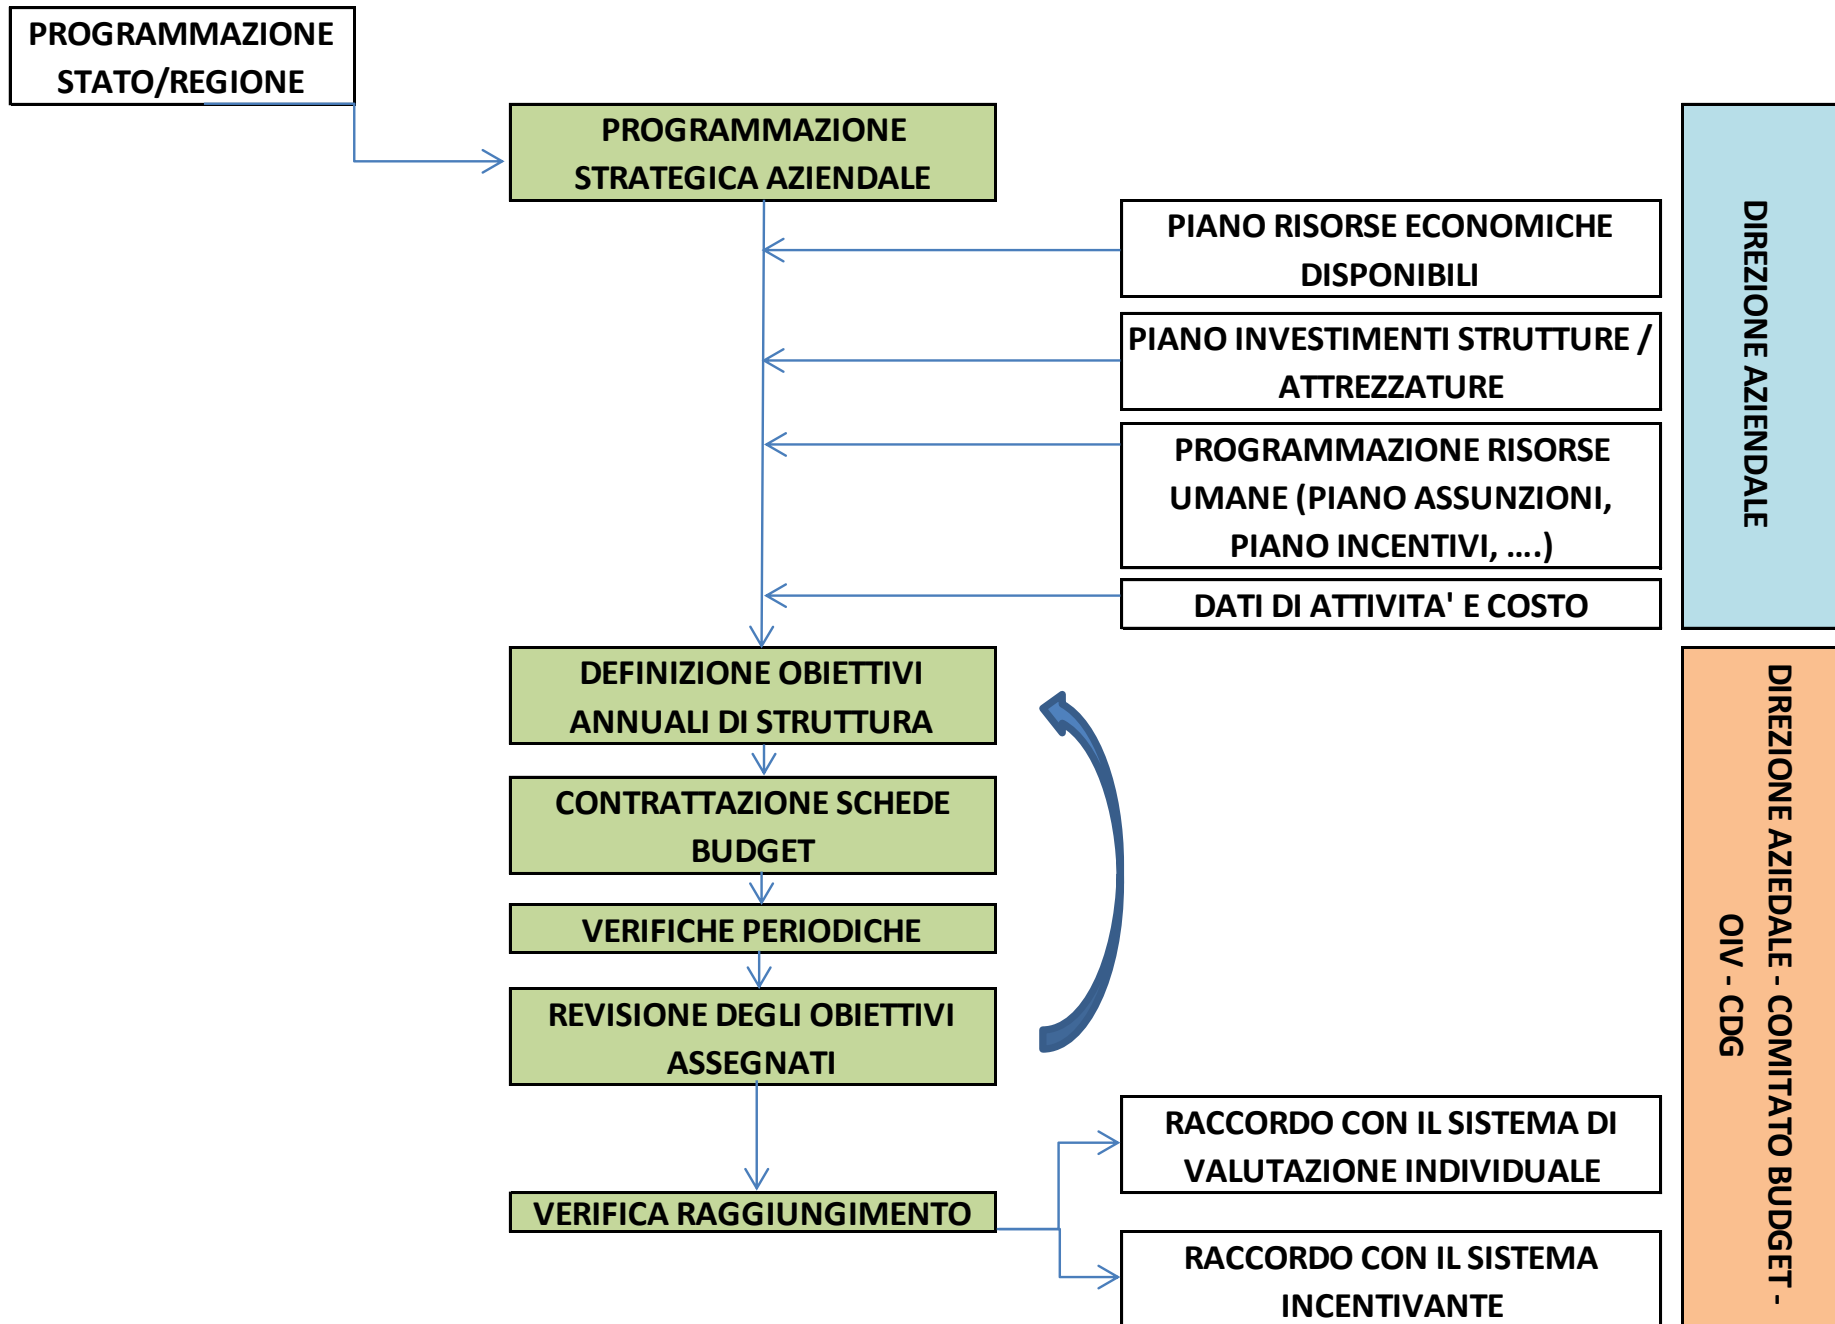 PROGRAMMAZIONE
STATO/REGIONE
PROGRAMMAZIONE
STRATEGICA AZIENDALE
PIANO RISORSE ECONOMICHE
DISPONIBILI
PIANO INVESTIMENTI STRUTTURE /
ATTREZZATURE
PROGRAMMAZIONE RISORSE
UMANE (PIANO ASSUNZIONI,
PIANO INCENTIVI, ....)
DATI DI ATTIVITA' E COSTO
DIREZIONE AZIENDALE
DEFINIZIONE OBIETTIVI
ANNUALI DI STRUTTURA
CONTRATTAZIONE SCHEDE
BUDGET
VERIFICHE PERIODICHE
REVISIONE DEGLI OBIETTIVI
ASSEGNATI
VERIFICA RAGGIUNGIMENTO
RACCORDO CON IL SISTEMA DI
VALUTAZIONE INDIVIDUALE
RACCORDO CON IL SISTEMA
INCENTIVANTE
DIREZIONE AZIEDALE - COMITATO BUDGET -
OIV - CDG